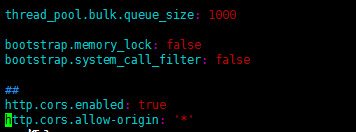 thread_pool.bulk.queue_size: 1000
bootstrap.memory_lock: false
bootstrap.system_call_filter: false
##
http.cors.enabled: true
http.cors.allow-origin: '*'